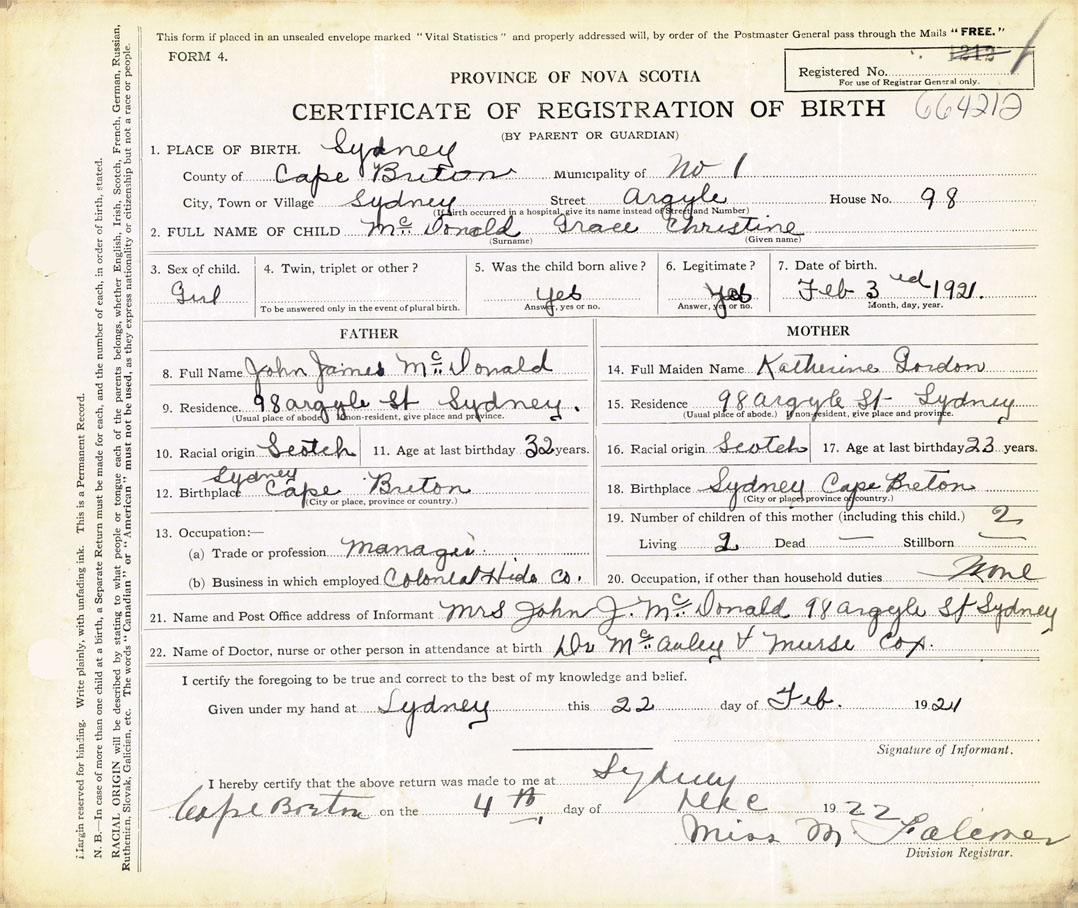 This form if placed in an unsealed envelope marked "Vital Statistics" and properly addressed will, by order of the Postmaster General pass through the Mails "FREE."
FORM 4.
1212
Registered No.
For use of Registrar General only.
PROVINCE OF NOVA SCOTIA
CERTIFICATE OF REGISTRATION OF BIRTH 664212
(BY PARENT OR GUARDIAN)
1. PLACE OF BIRTH. Sydney
County of Cape Breton Municipality of No 1
City, Town or Village Sydney Street Argyle House No. 98
(If birth occurred in a hospital, give its name instead of Street and Number)
2. FULL NAME OF CHILD McDonald Grace Christine
(Surname) (Given name)
3. Sex of child. 4. Twin, triplet or other? 5. Was the child born alive? 6. Legitimate? 7. Date of birth.
Girl yes yes Feb 3rd 1921.
To be answered only in the event of plural birth. Answer, yes or no. Answer, yes or no. Month, day, year.
FATHER MOTHER
8. Full Name John James McDonald 14. Full Maiden Name Katherine Gordon
9. Residence. 98 argyle St Sydney. 15. Residence 98 argyle St Sydney
(Usual place of abode. If non-resident, give place and province. (Usual place of abode.) If non-resident, give place and province.
10. Racial origin Scotch 11. Age at last birthday 32 years. 16. Racial origin Scotch 17. Age at last birthday 23 years.
Sydney
12. Birthplace Cape Breton 18. Birthplace Sydney Cape Breton
(City or place, province or country.) (City or place, province or country.)
19. Number of children of this mother (including this child.) 2
13. Occupation:—
Living 2 Dead — Stillborn —
(a) Trade or profession manager
(b) Business in which employed Colonial Hide Co. 20. Occupation, if other than household duties None
21. Name and Post Office address of Informant Mrs John J. McDonald 98 argyle St Sydney
22. Name of Doctor, nurse or other person in attendance at birth Dr McAuley & Nurse Cox.
I certify the foregoing to be true and correct to the best of my knowledge and belief.
Given under my hand at Sydney this 22 day of Feb. 1921
Signature of Informant.
I hereby certify that the above return was made to me at Sydney
Cape Breton on the 4th day of 1922
Miss M.
Division Registrar.
Margin reserved for binding. Write plainly, with unfading ink. This is a Permanent Record.
N. B.—In case of more than one child at a birth, a Separate Return must be made for each, and the number of each, in order of birth, stated.
RACIAL ORIGIN will be described by stating to what people or tongue each of the parents belongs, whether English, Irish, Scotch, French, German, Russian,
Ruthenian, Slovak, Galician, etc. The words "Canadian" or "American" must not be used, as they express nationality or citizenship but not a race or people.